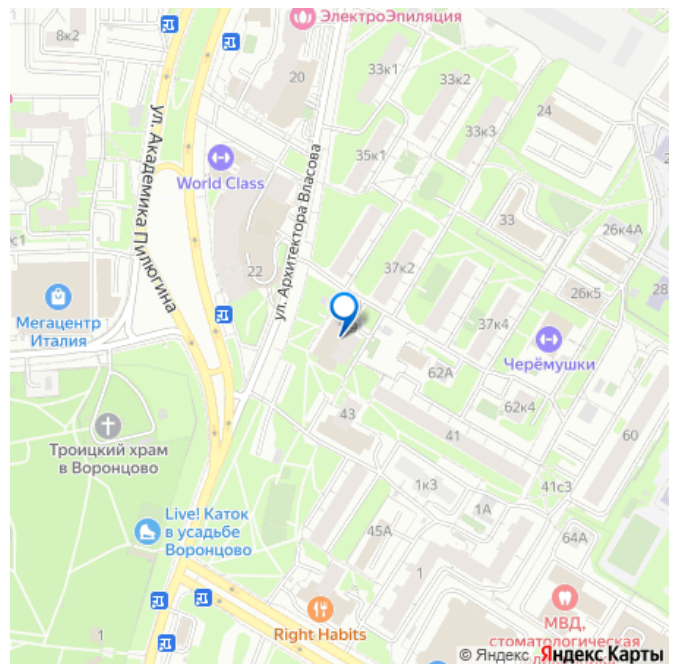 ЭлектроЭпиляция
8к2
20
33к1
33к2
24
ул. Академика Пилюгина
33к3
35к1
World Class
ул. Архитектора Власова
33
26к4А
22
37к2
26к5
28
Мегацентр
Италия
37к4
Черёмушки
62А
62к4
43
41
60
Троицкий храм
в Воронцово
1к3
41с3
1А
Live! Каток
в усадьбе
Воронцово
45А
64А
1
1
Right Habits
МВД,
стоматологическая
© Яндекс Яндекс Карты